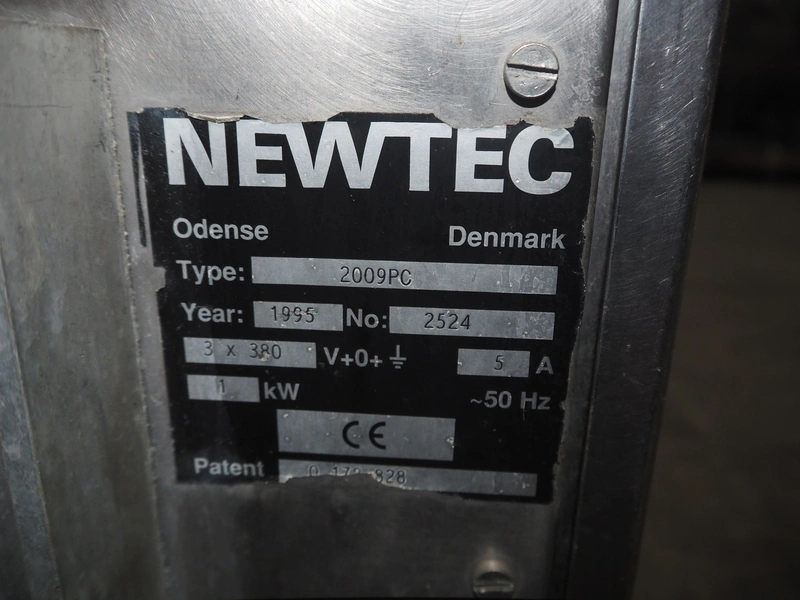 NEWTEC
Odense Denmark
Type: 2009PC
Year: 1995 No: 2524
3 x 380 V+0+⏚ 5 A
1 kW ~50 Hz
CE
Patent